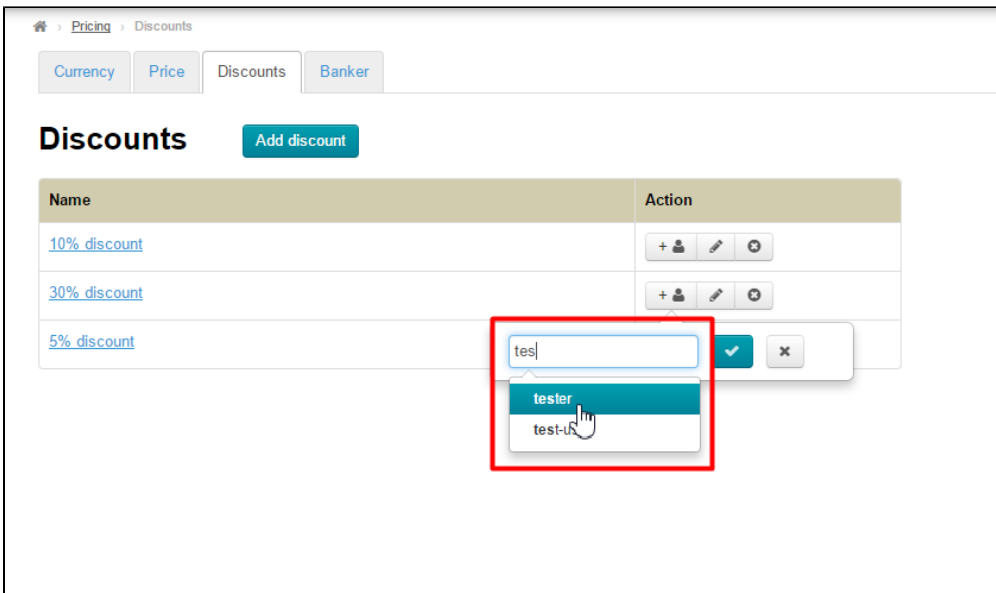 Pricing Discounts
Currency Price Discounts Banker
Discounts Add discount
Name Action
10% discount +
30% discount +
5% discount
tes
tester